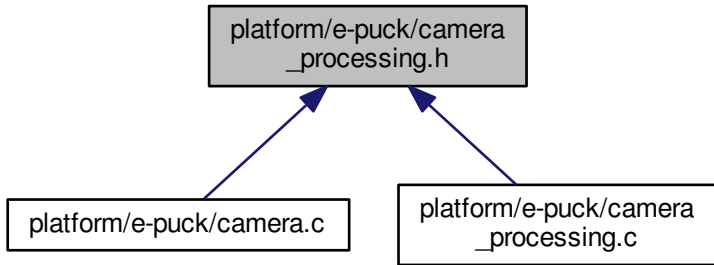 platform/e-puck/camera
_processing.h
platform/e-puck/camera.c
platform/e-puck/camera
_processing.c